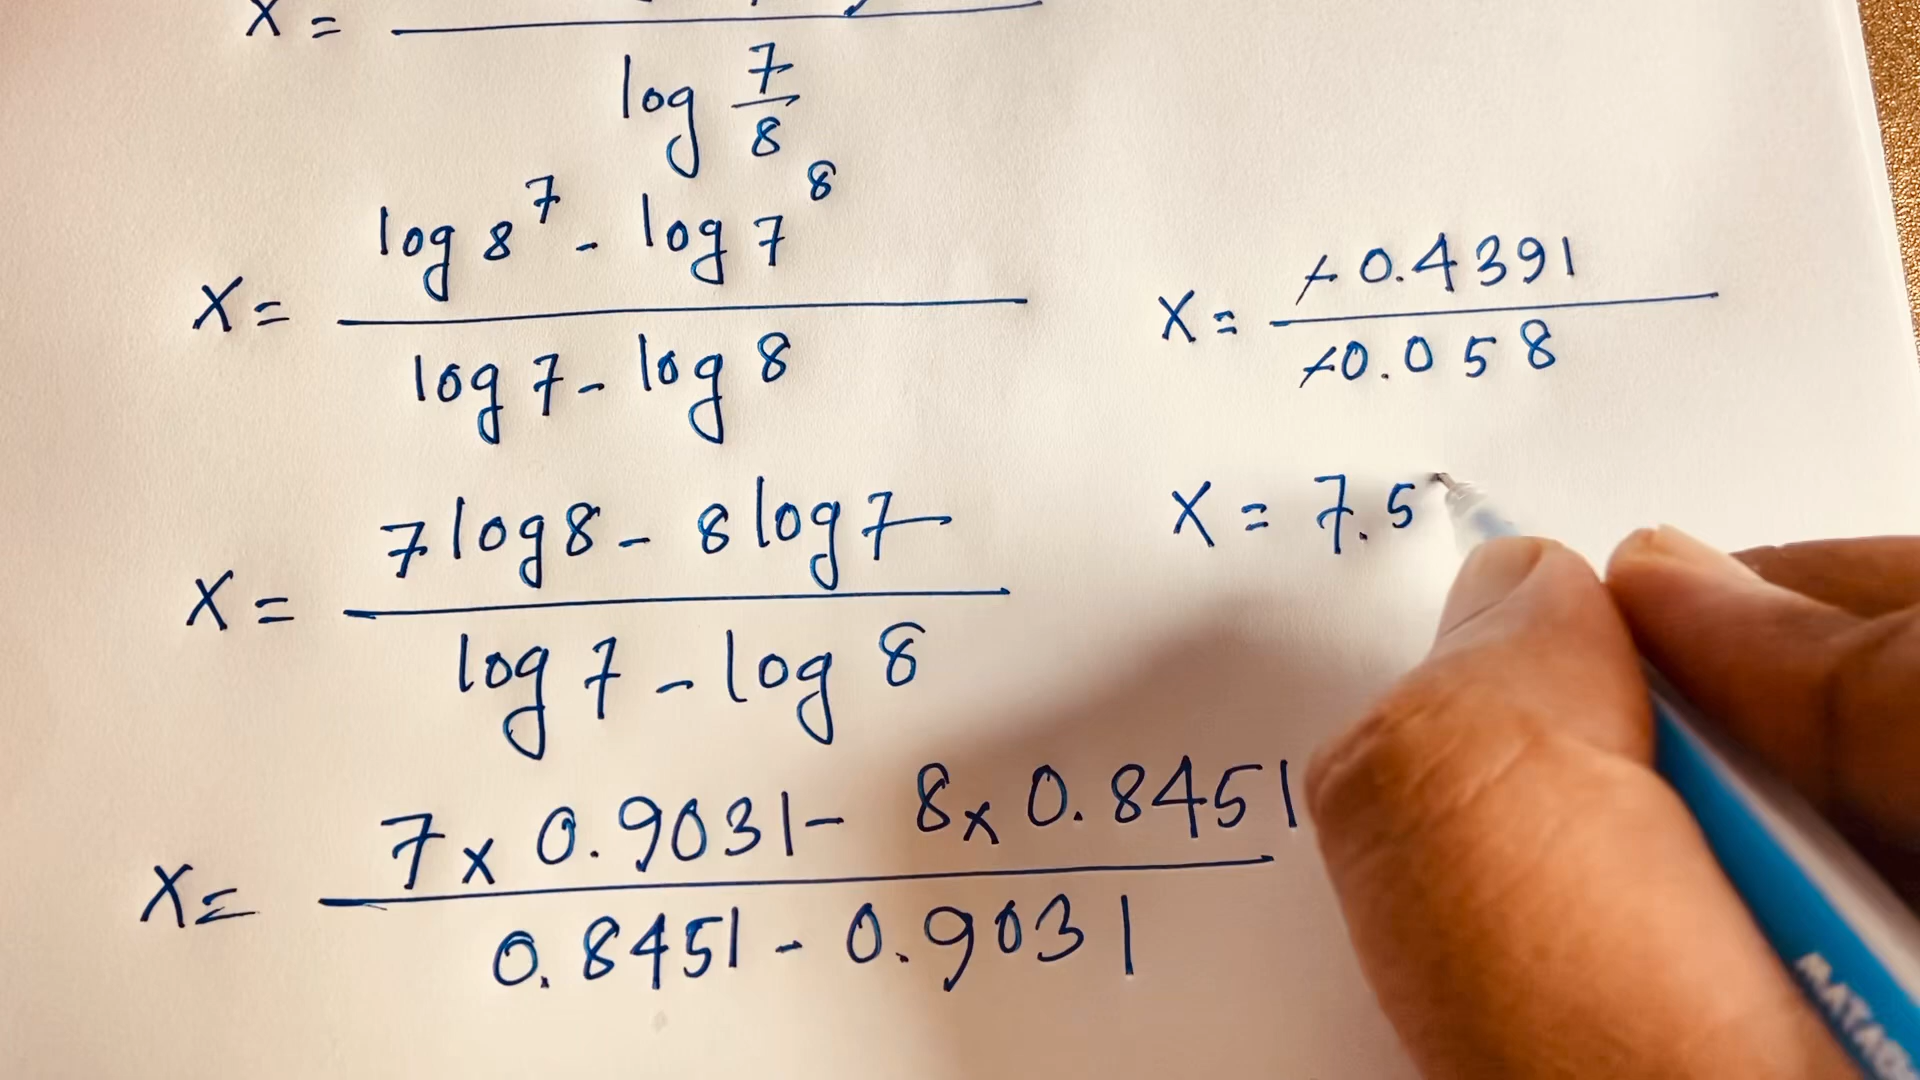 X =
log 7/8
X = (log 8^7 - log 7^8) / (log 7 - log 8)
X = (7 log 8 - 8 log 7) / (log 7 - log 8)
X = (7 x 0.9031 - 8 x 0.8451) / (0.8451 - 0.9031)
X = -0.4391 / -0.058
X = 7.5